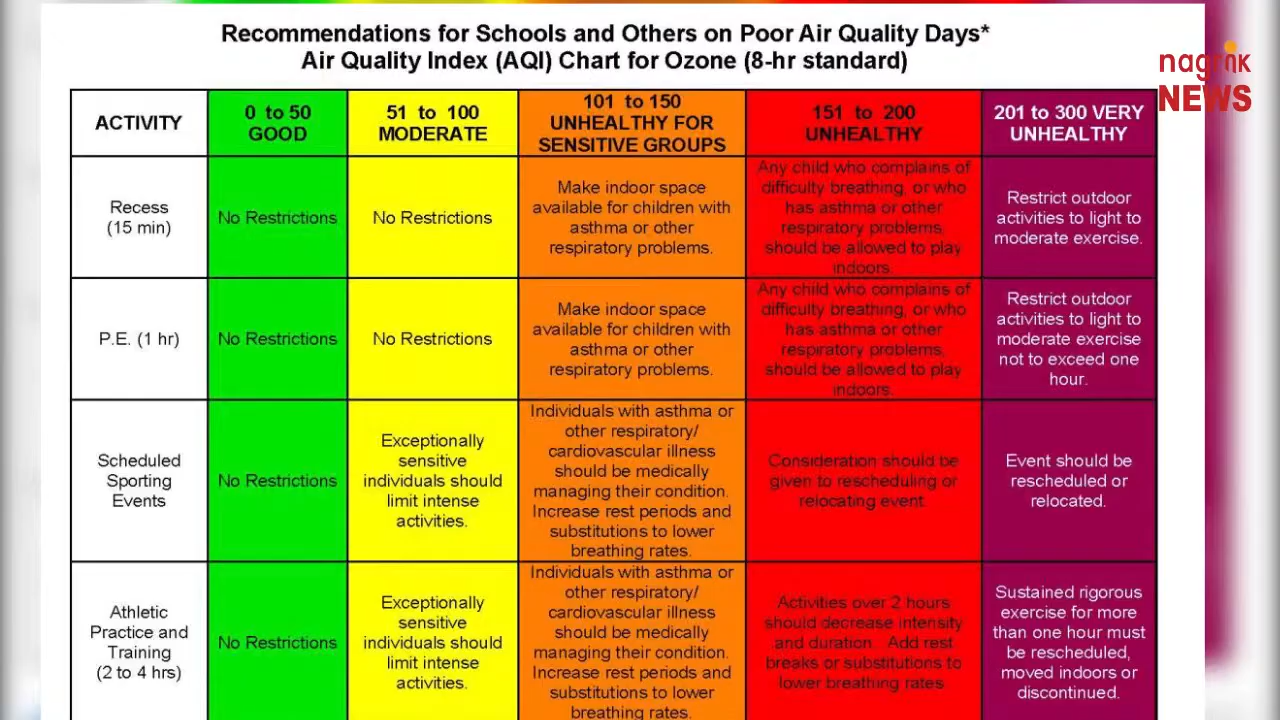 Recommendations for Schools and Others on Poor Air Quality Days*
Air Quality Index (AQI) Chart for Ozone (8-hr standard)
nagrik
NEWS
ACTIVITY
0 to 50
GOOD
51 to 100
MODERATE
101 to 150
UNHEALTHY FOR
SENSITIVE GROUPS
151 to 200
UNHEALTHY
201 to 300 VERY
UNHEALTHY
Recess
(15 min)
No Restrictions
No Restrictions
Make indoor space
available for children with
asthma or other
respiratory problems.
Any child who complains of
difficulty breathing, or who
has asthma or other
respiratory problems,
should be allowed to play
indoors.
Restrict outdoor
activities to light to
moderate exercise.
P.E. (1 hr)
No Restrictions
No Restrictions
Make indoor space
available for children with
asthma or other
respiratory problems.
Any child who complains of
difficulty breathing, or who
has asthma or other
respiratory problems,
should be allowed to play
indoors.
Restrict outdoor
activities to light to
moderate exercise
not to exceed one
hour.
Scheduled
Sporting
Events
No Restrictions
Exceptionally
sensitive
individuals should
limit intense
activities.
Individuals with asthma or
other respiratory/
cardiovascular illness
should be medically
managing their condition.
Increase rest periods and
substitutions to lower
breathing rates.
Consideration should be
given to rescheduling or
relocating event.
Event should be
rescheduled or
relocated.
Athletic
Practice and
Training
(2 to 4 hrs)
No Restrictions
Exceptionally
sensitive
individuals should
limit intense
activities.
Individuals with asthma or
other respiratory/
cardiovascular illness
should be medically
managing their condition.
Increase rest periods and
substitutions to lower
breathing rates.
Activities over 2 hours
should decrease intensity
and duration. Add rest
breaks or substitutions to
lower breathing rates
Sustained rigorous
exercise for more
than one hour must
be rescheduled,
moved indoors or
discontinued.